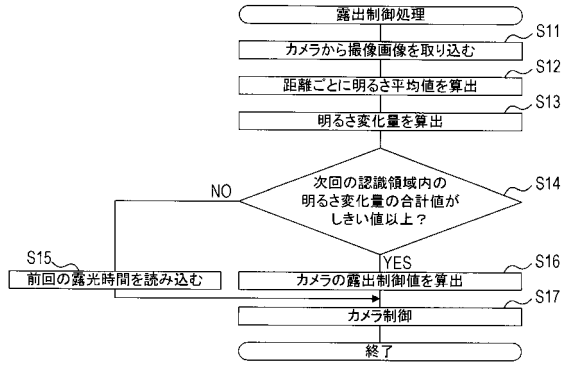 露出制御処理
S11
カメラから撮像画像を取り込む
S12
距離ごとに明るさ平均値を算出
S13
明るさ変化量を算出
S14
次回の認識領域内の
明るさ変化量の合計値が
しきい値以上？
NO
YES
S15
前回の露光時間を読み込む
S16
カメラの露出制御値を算出
S17
カメラ制御
終了